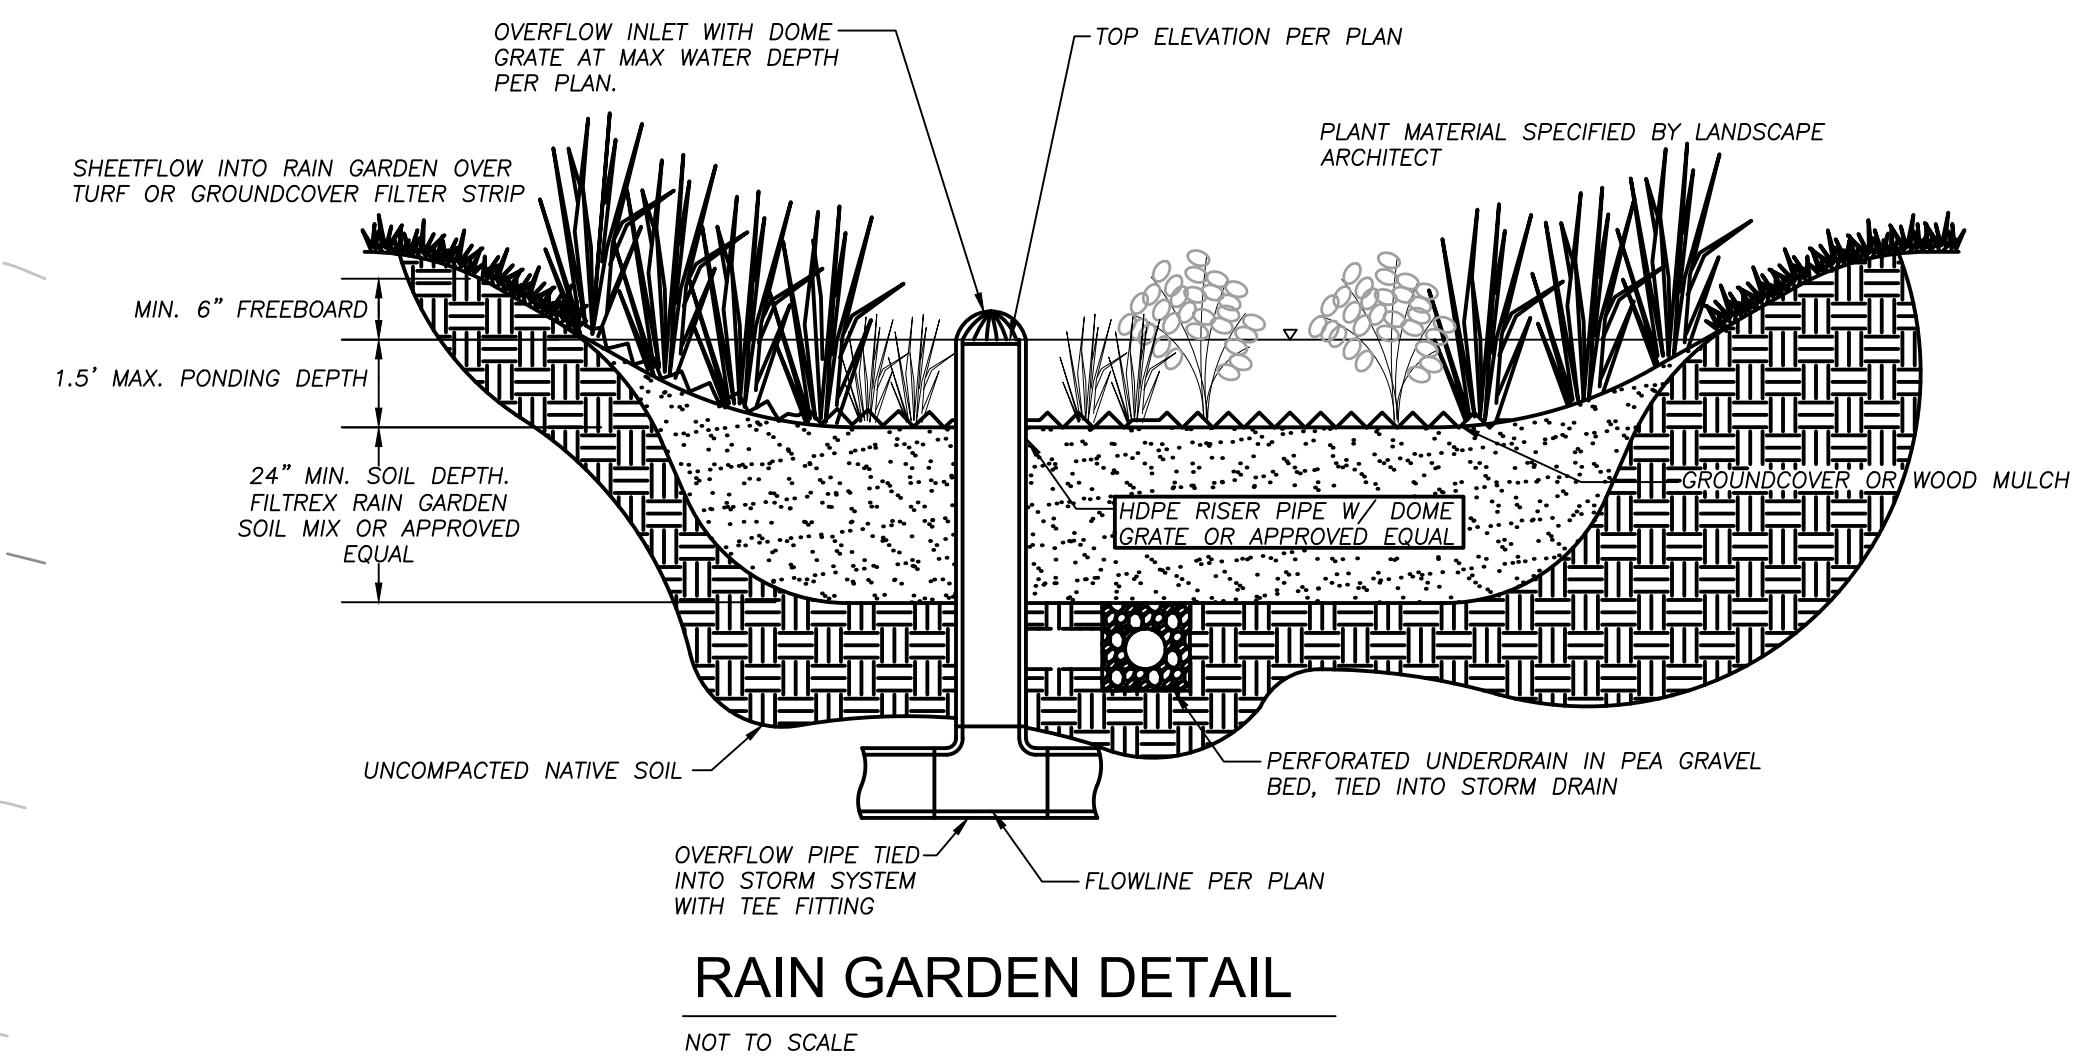 OVERFLOW INLET WITH DOME
GRATE AT MAX WATER DEPTH
PER PLAN.
TOP ELEVATION PER PLAN
PLANT MATERIAL SPECIFIED BY LANDSCAPE
ARCHITECT
SHEETFLOW INTO RAIN GARDEN OVER
TURF OR GROUNDCOVER FILTER STRIP
MIN. 6" FREEBOARD
1.5' MAX. PONDING DEPTH
24" MIN. SOIL DEPTH.
FILTREX RAIN GARDEN
SOIL MIX OR APPROVED
EQUAL
GROUNDCOVER OR WOOD MULCH
HDPE RISER PIPE W/ DOME
GRATE OR APPROVED EQUAL
UNCOMPACTED NATIVE SOIL
PERFORATED UNDERDRAIN IN PEA GRAVEL
BED, TIED INTO STORM DRAIN
OVERFLOW PIPE TIED
INTO STORM SYSTEM
WITH TEE FITTING
FLOWLINE PER PLAN
RAIN GARDEN DETAIL
NOT TO SCALE